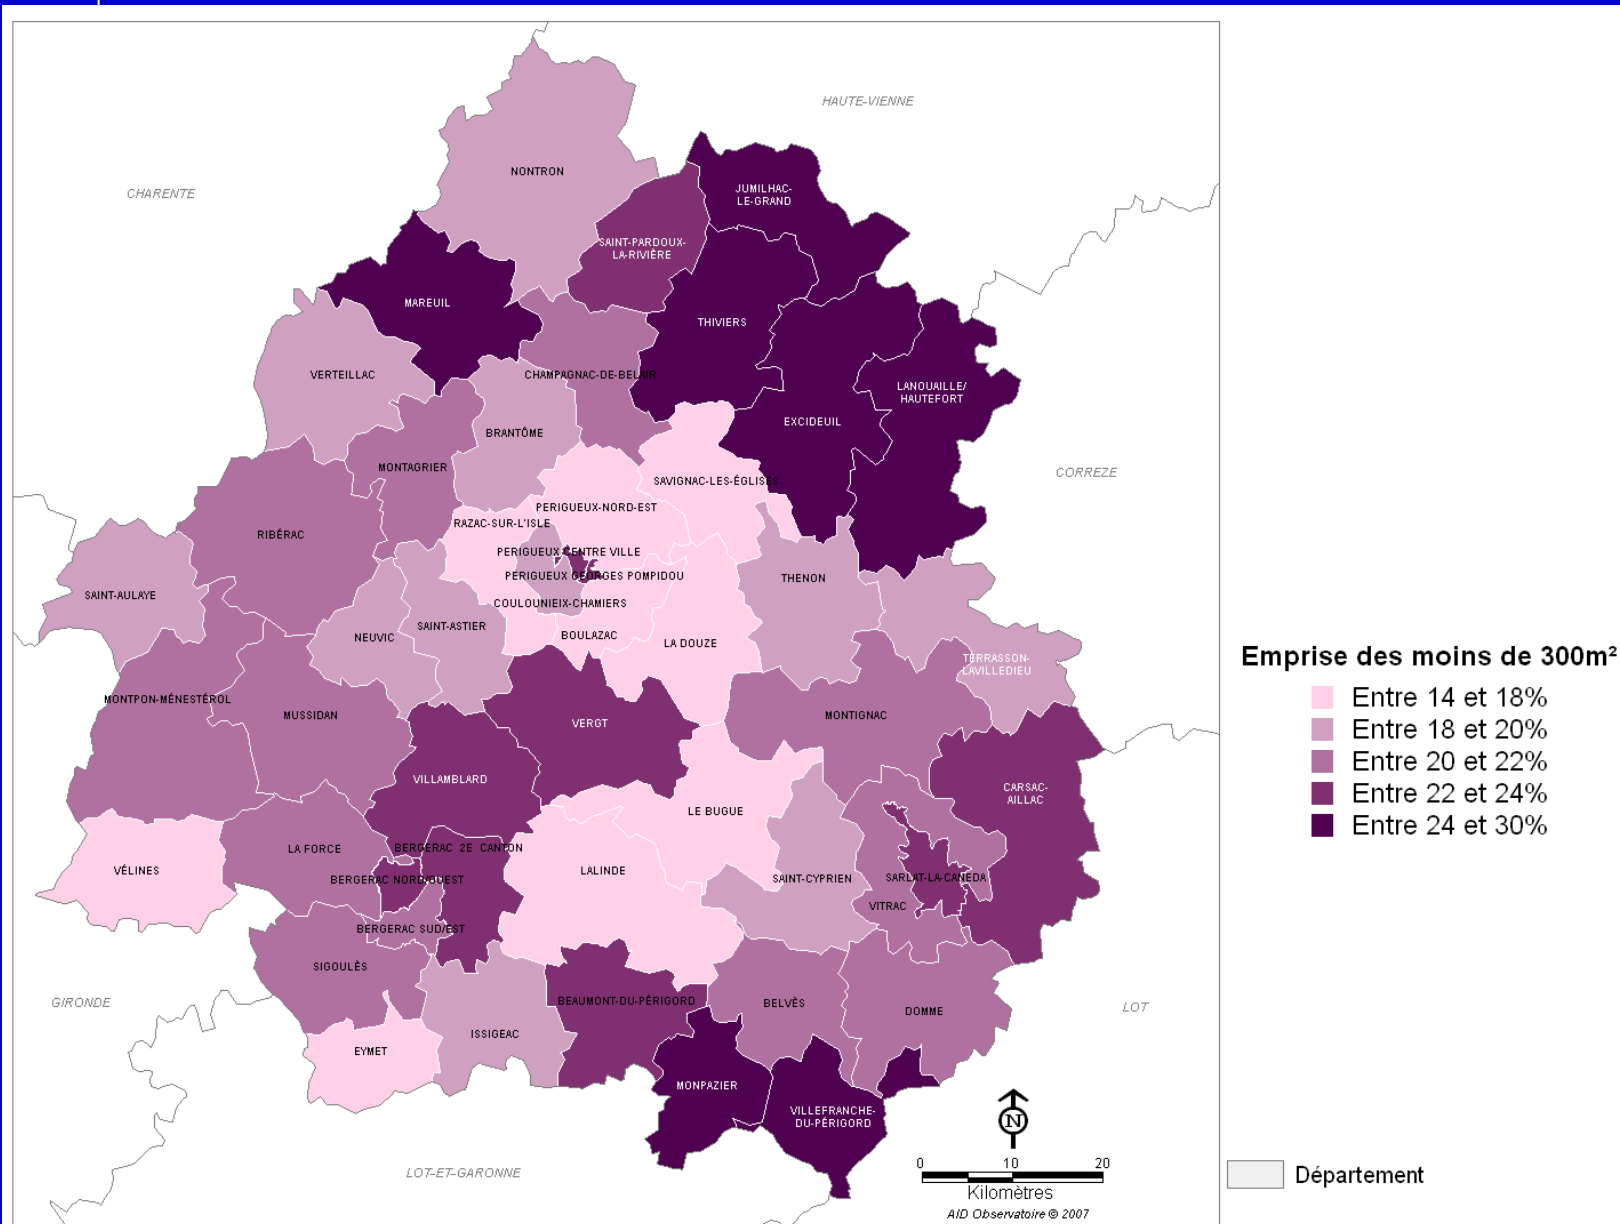 HAUTE-VIENNE
NONTRON
CHARENTE
JUMILHAC-
LE-GRAND
SAINT-PARDOUX-
LA-RIVIÈRE
MAREUIL
THIVIERS
VERTEILLAC
CHAMPAGNAC-DE-BELAIR
LANOUAILLE/
HAUTEFORT
EXCIDEUIL
BRANTÔME
MONTAGRIER
CORREZE
SAVIGNAC-LES-ÉGLISES
PERIGUEUX-NORD-EST
RAZAC-SUR-L'ISLE
RIBÉRAC
PERIGUEUX CENTRE VILLE
PERIGUEUX GEORGES POMPIDOU
THENON
SAINT-AULAYE
COULOUNIEIX-CHAMIERS
SAINT-ASTIER
NEUVIC
BOULAZAC
LA DOUZE
TERRASSON-
LAVILLEDIEU
MONTPON-MÉNESTÉROL
MUSSIDAN
VERGT
MONTIGNAC
VILLAMBLARD
CARSAC-
AILLAC
LE BUGUE
LA FORCE
BERGERAC 2E CANTON
VÉLINES
LALINDE
BERGERAC NORD/OUEST
SAINT-CYPRIEN
SARLAT-LA-CANÉDA
VITRAC
BERGERAC SUD/EST
SIGOULÈS
GIRONDE
BEAUMONT-DU-PÉRIGORD
BELVÈS
DOMME
LOT
ISSIGEAC
EYMET
MONPAZIER
VILLEFRANCHE-
DU-PÉRIGORD
LOT-ET-GARONNE
N
0 10 20
Kilomètres
AID Observatoire © 2007
Emprise des moins de 300m²
Entre 14 et 18%
Entre 18 et 20%
Entre 20 et 22%
Entre 22 et 24%
Entre 24 et 30%
Département